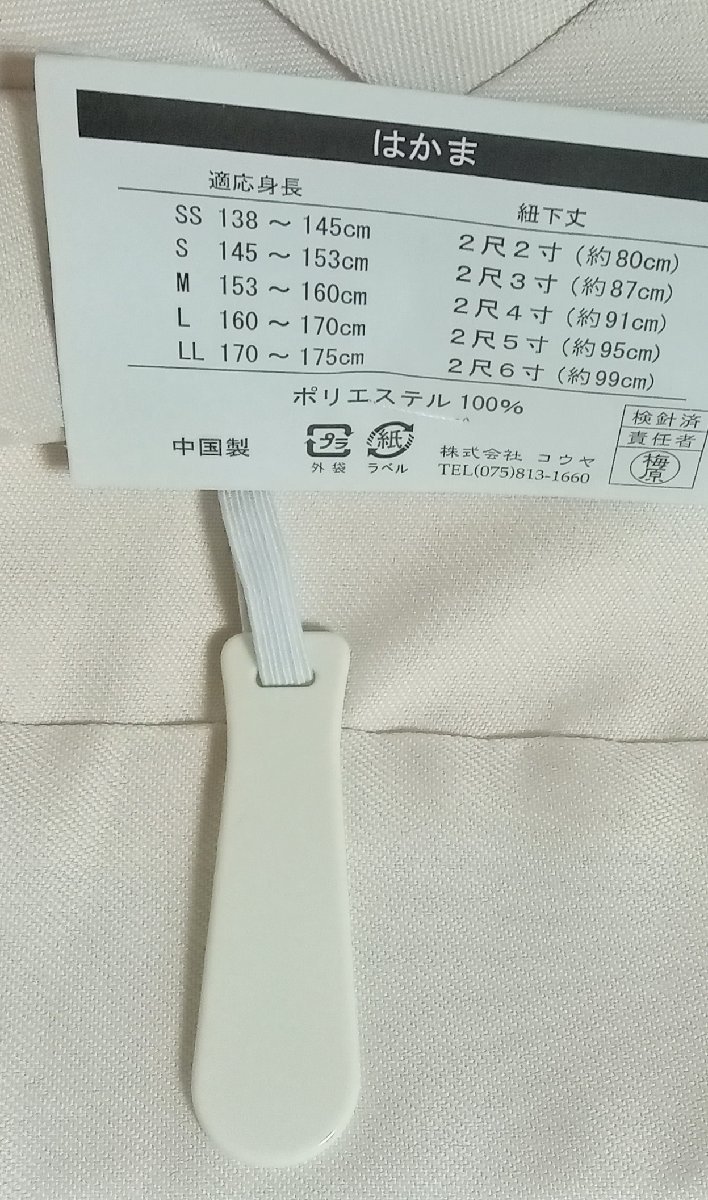 はかま
適応身長 紐下丈
SS 138 ～ 145cm 2尺2寸 (約80cm)
S 145 ～ 153cm 2尺3寸 (約87cm)
M 153 ～ 160cm 2尺4寸 (約91cm)
L 160 ～ 170cm 2尺5寸 (約95cm)
LL 170 ～ 175cm 2尺6寸 (約99cm)
ポリエステル 100%
中国製
プラ
外袋
紙
ラベル
株式会社 コウヤ
TEL(075)813-1660
検針済
責任者
梅原